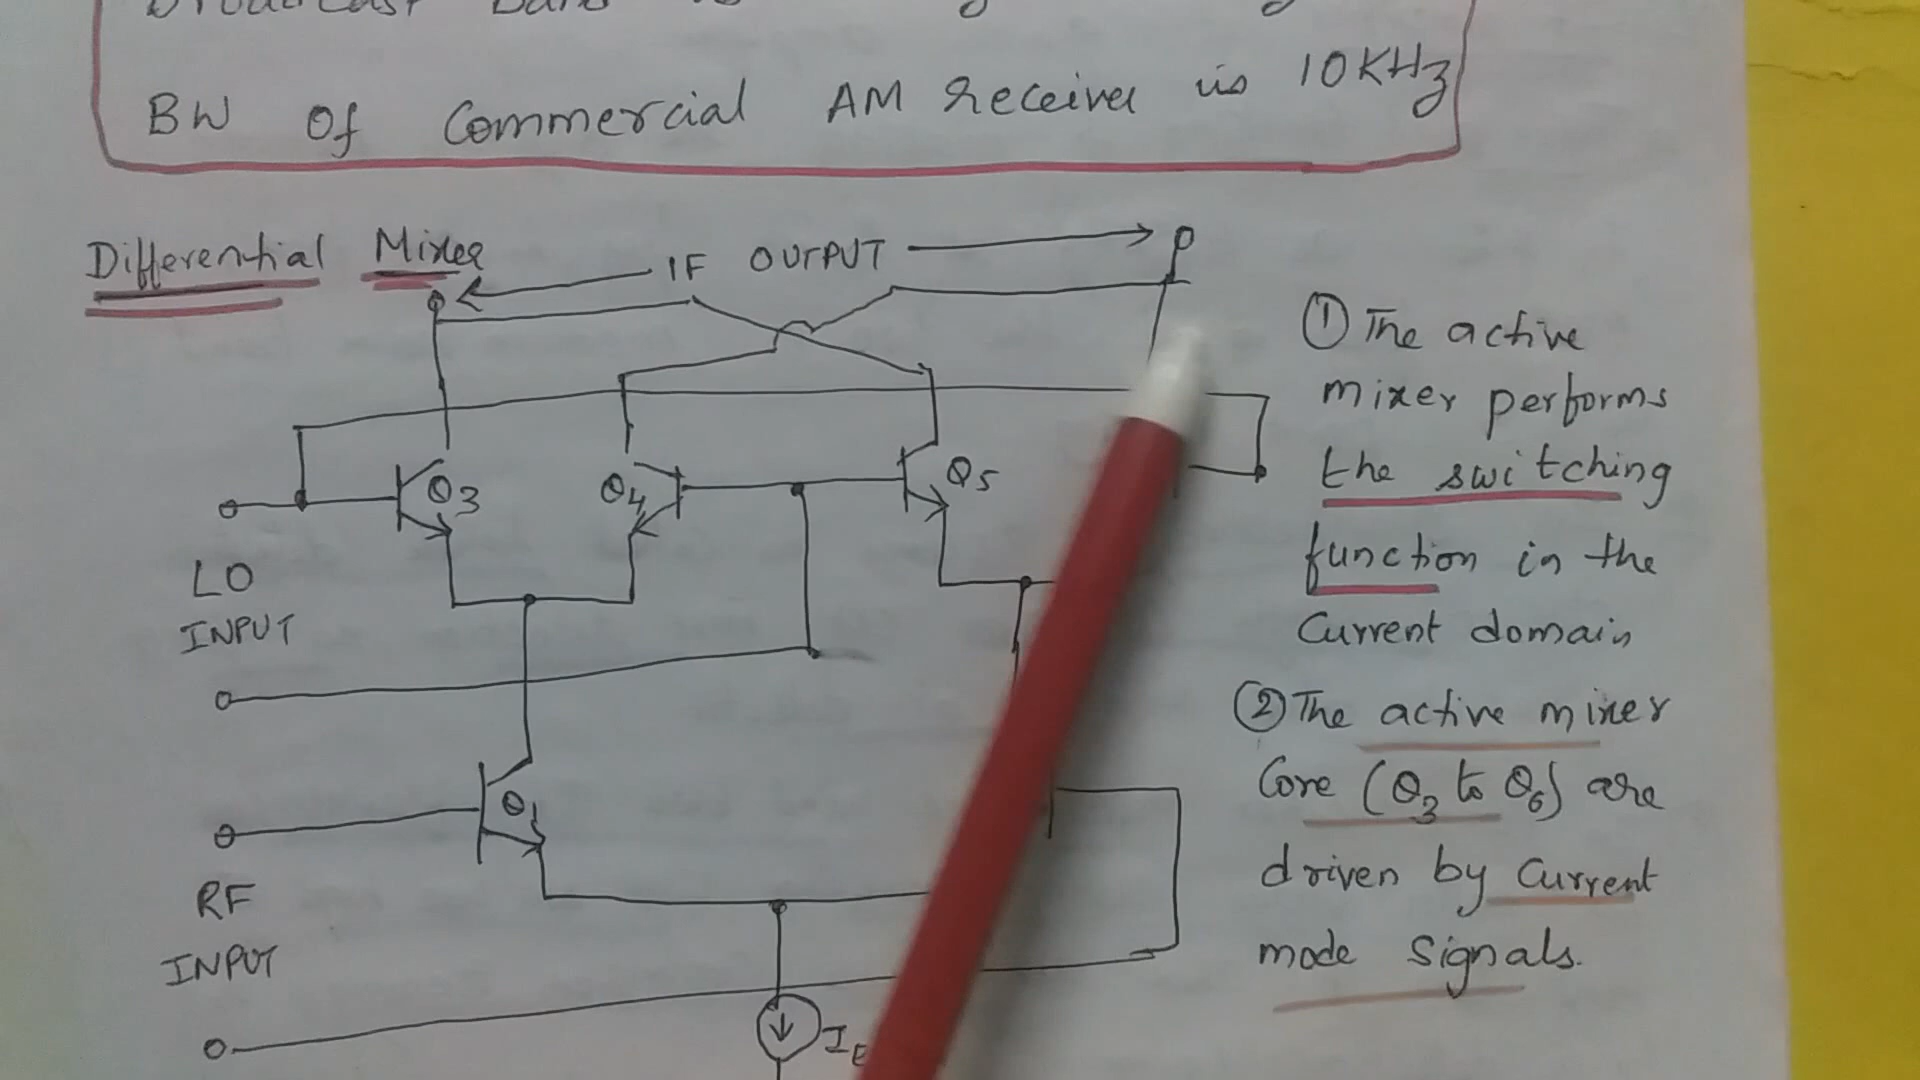 BW Of Commercial AM receiver is 10KHz
Differential Mixer
IF OUTPUT
① The active
mixer performs
the switching
function in the
Current domain
② The active mixer
Core (Q3 to Q6) are
driven by Current
mode signals.
Q3
Q4
Q5
LO
INPUT
Q1
RF
INPUT